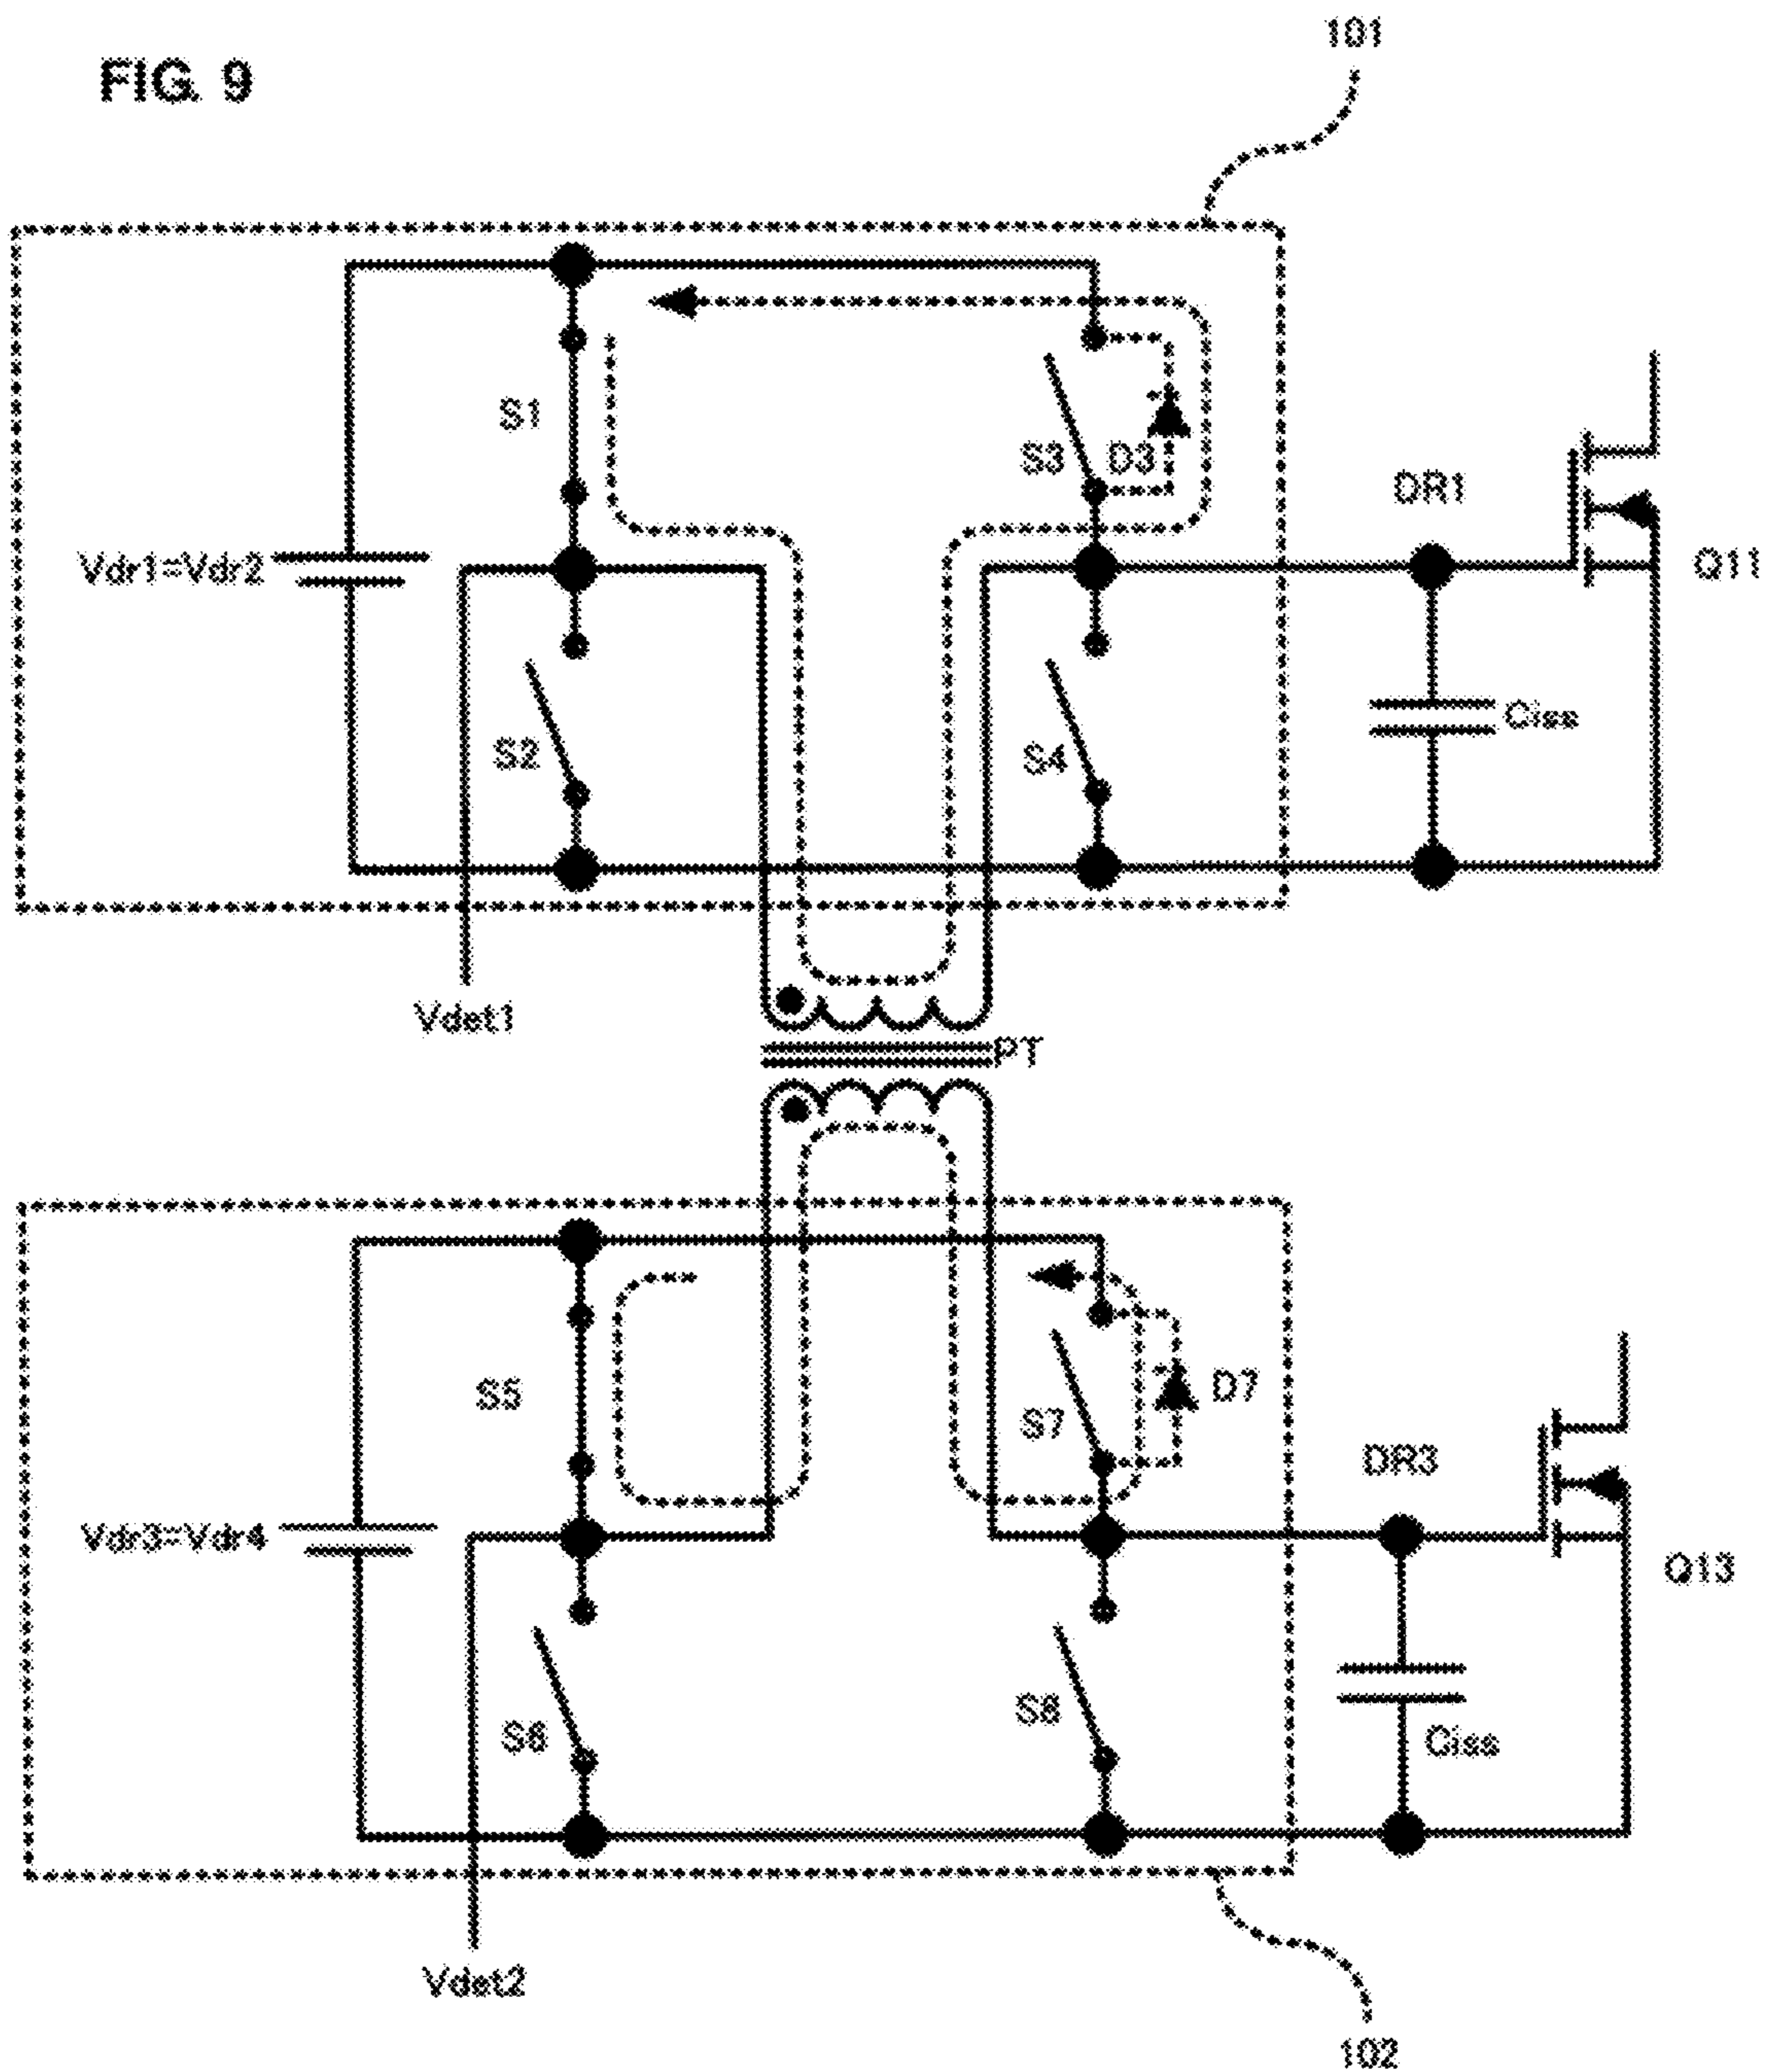 FIG. 9
101
S1
S3
D3
DR1
Vdr1=Vdr2
Q11
Ciss
S2
S4
Vdet1
PT
S5
D7
S7
DR3
Vdr3=Vdr4
Q13
S6
S8
Ciss
Vdet2
102